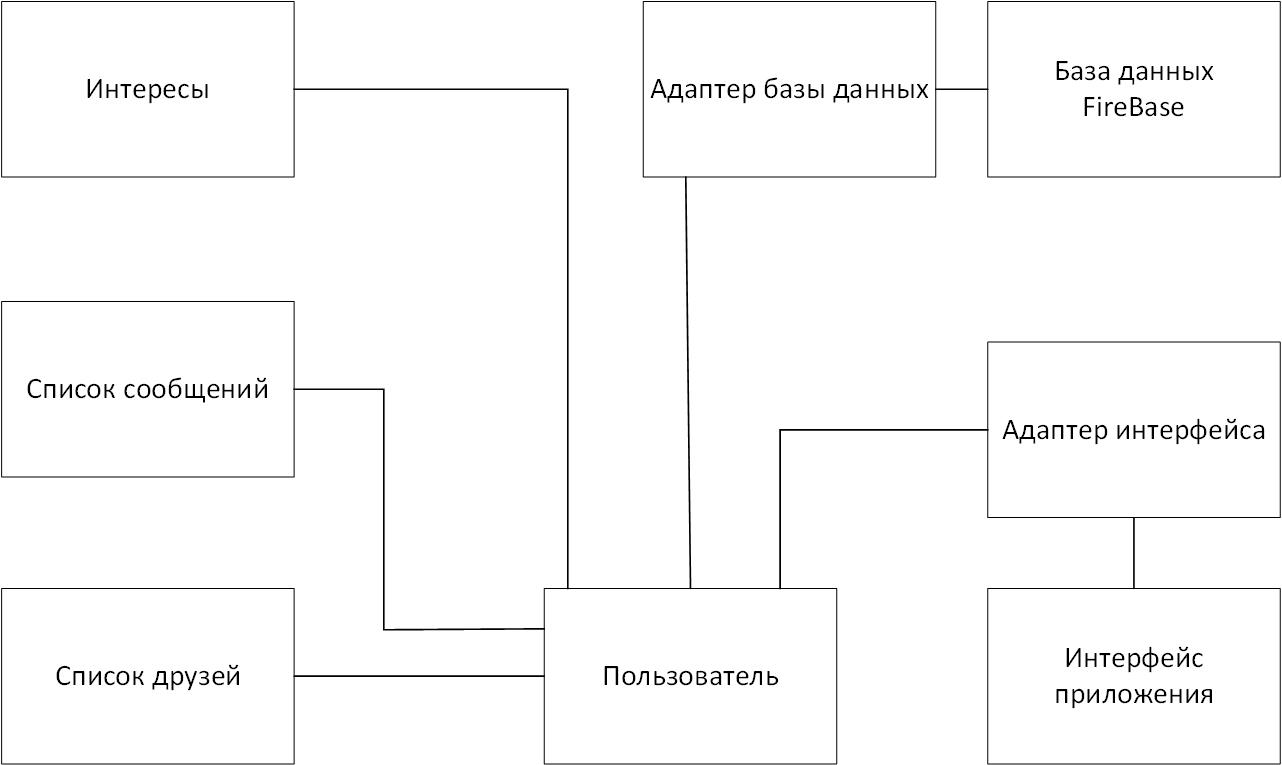 Интересы
Адаптер базы данных
База данных
FireBase
Список сообщений
Адаптер интерфейса
Список друзей
Пользователь
Интерфейс
приложения